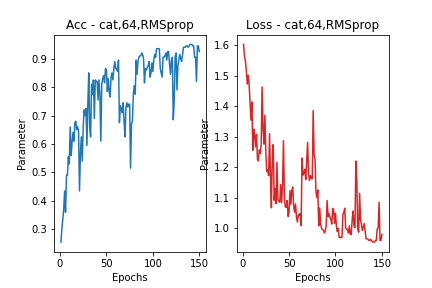 Acc - cat,64,RMSprop
Parameter
0.9
0.8
0.7
0.6
0.5
0.4
0.3
0 50 100 150
Epochs
Loss - cat,64,RMSprop
Parameter
1.6
1.5
1.4
1.3
1.2
1.1
1.0
0 50 100 150
Epochs